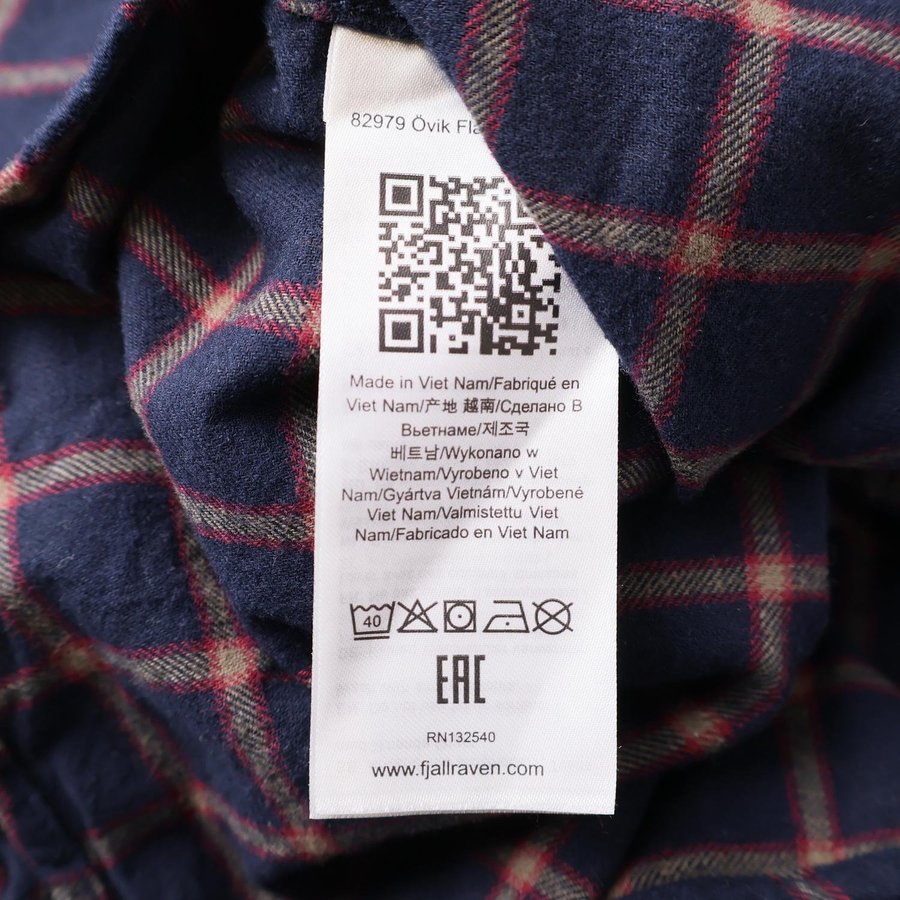 82979 Övik
Made in Viet Nam/Fabriqué en
Viet Nam/产地 越南/Сделано В
Вьетнаме/제조국
베트남/Wykonano w
Wietnam/Vyrobeno v Viet
Nam/Gyártva Vietnám/Vyrobené
Viet Nam/Valmistettu Viet
Nam/Fabricado en Viet Nam
40
EAC
RN132540
www.fjallraven.com